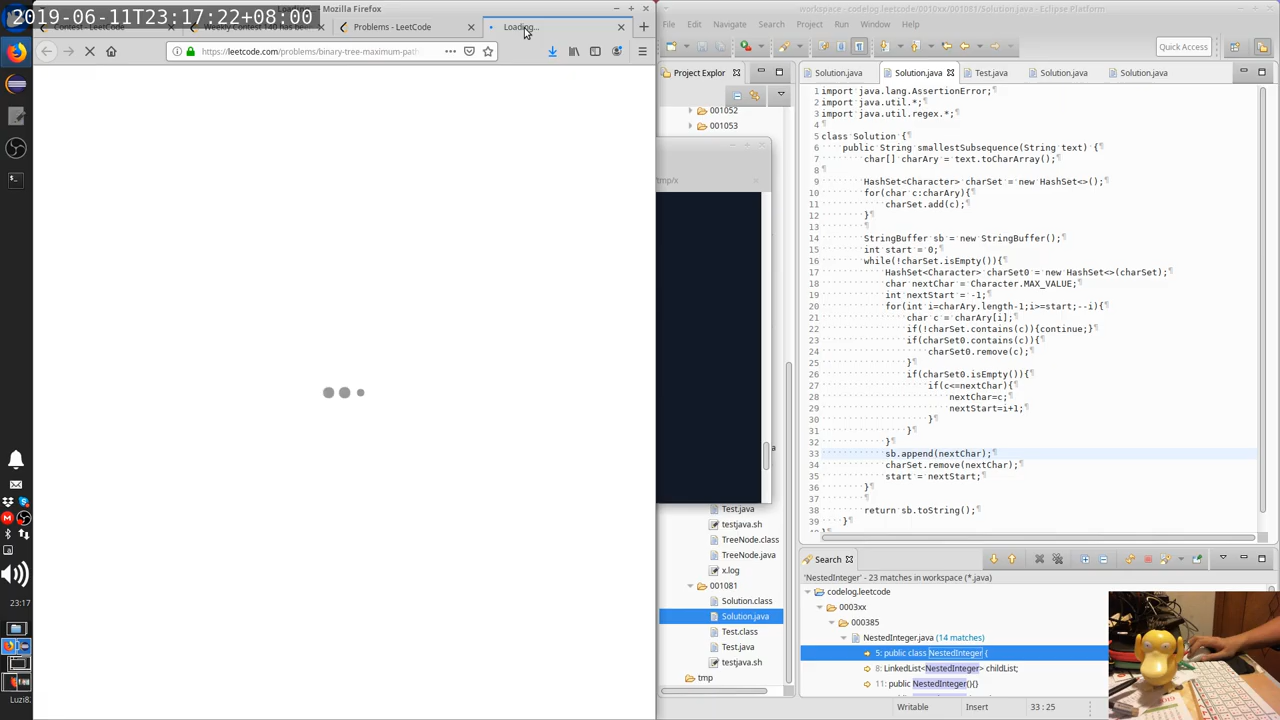 2019-06-11T23:17:22+08:00
Mozilla Firefox
Contest - LeetCode
Weekly Contest 140 has be
Problems - LeetCode
Loading...
https://leetcode.com/problems/binary-tree-maximum-path
workspace - codelog.leetcode/0010xx/001081/Solution.java - Eclipse Platform
File Edit Navigate Search Project Run Window Help
Quick Access
Project Explor
Solution.java
Solution.java
Test.java
Solution.java
Solution.java
001052
001053
/tmp/x
1 import java.lang.AssertionError;
2 import java.util.*;
3 import java.util.regex.*;
4
5 class Solution {
6 public String smallestSubsequence(String text) {
7 char[] charAry = text.toCharArray();
8
9 HashSet<Character> charSet = new HashSet<>();
10 for(char c:charAry){
11 charSet.add(c);
12 }
13
14 StringBuffer sb = new StringBuffer();
15 int start = 0;
16 while(!charSet.isEmpty()){
17 HashSet<Character> charSet0 = new HashSet<>(charSet);
18 char nextChar = Character.MAX_VALUE;
19 int nextStart = -1;
20 for(int i=charAry.length-1;i>=start;--i){
21 char c = charAry[i];
22 if(!charSet.contains(c)){continue;}
23 if(charSet0.contains(c)){
24 charSet0.remove(c);
25 }
26 if(charSet0.isEmpty()){
27 if(c<=nextChar){
28 nextChar=c;
29 nextStart=i+1;
30 }
31 }
32 }
33 sb.append(nextChar);
34 charSet.remove(nextChar);
35 start = nextStart;
36 }
37
38 return sb.toString();
39 }
Test.java
testjava.sh
TreeNode.class
TreeNode.java
x.log
001081
Solution.class
Solution.java
Test.class
Test.java
testjava.sh
tmp
Search
'NestedInteger' - 23 matches in workspace (*.java)
codelog.leetcode
0003xx
000385
NestedInteger.java (14 matches)
5: public class NestedInteger {
8: LinkedList<NestedInteger> childList;
11: public NestedInteger(){}
Writable
Insert
33 : 25
23:17
Luzi8